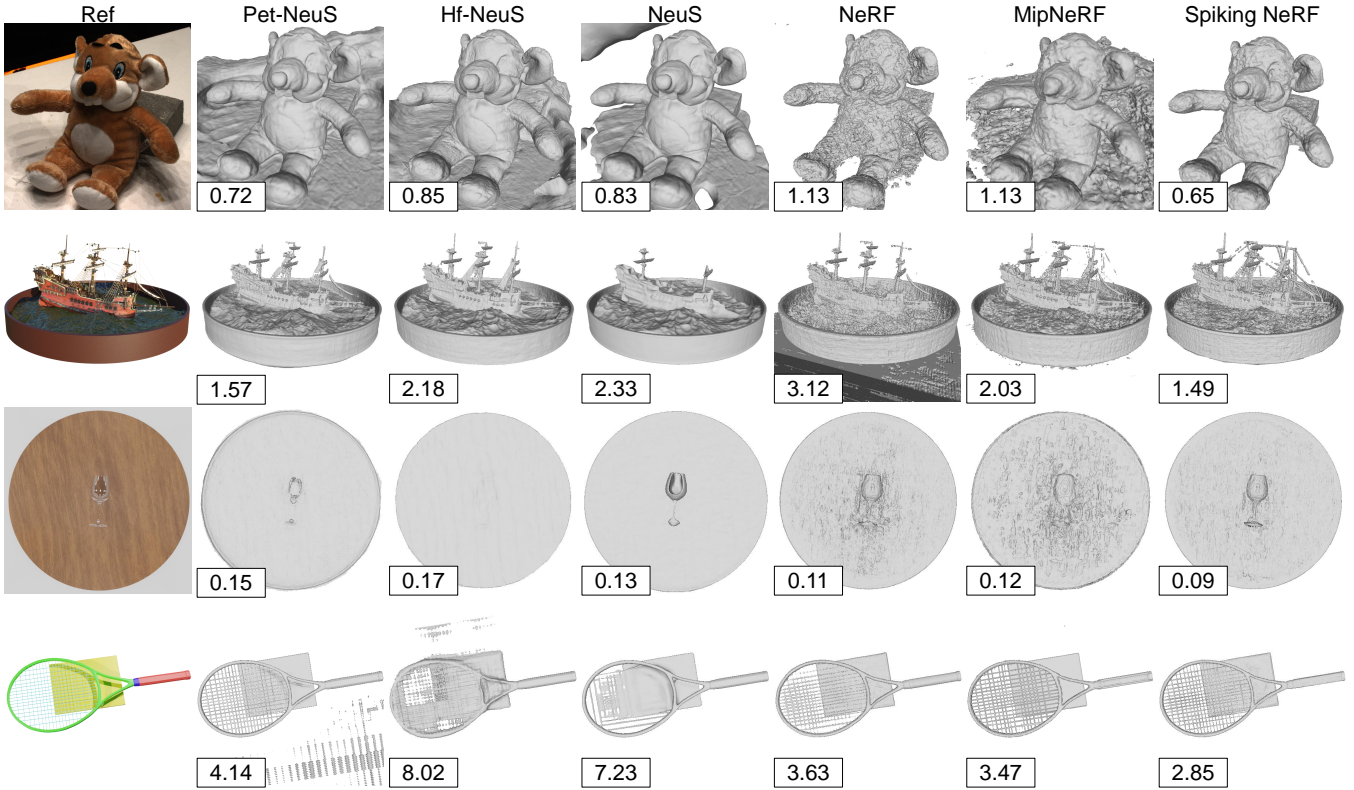 Ref Pet-NeuS Hf-NeuS NeuS NeRF MipNeRF Spiking NeRF
0.72 0.85 0.83 1.13 1.13 0.65
1.57 2.18 2.33 3.12 2.03 1.49
0.15 0.17 0.13 0.11 0.12 0.09
4.14 8.02 7.23 3.63 3.47 2.85